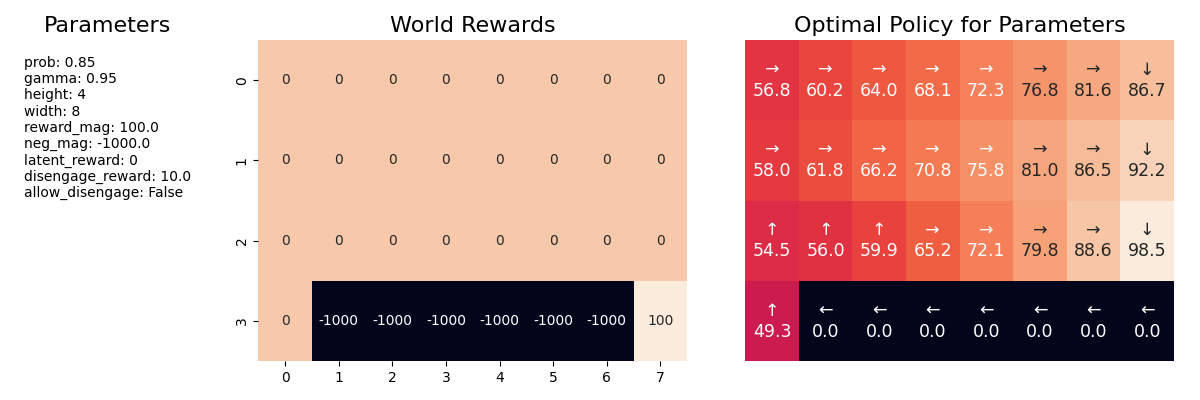 Parameters
prob: 0.85
gamma: 0.95
height: 4
width: 8
reward_mag: 100.0
neg_mag: -1000.0
latent_reward: 0
disengage_reward: 10.0
allow_disengage: False
World Rewards
0 0 0 0 0 0 0 0 0
1 0 0 0 0 0 0 0 0
2 0 0 0 0 0 0 0 0
3 0 -1000 -1000 -1000 -1000 -1000 -1000 100
0 1 2 3 4 5 6 7
Optimal Policy for Parameters
→ → → → → → → ↓
56.8 60.2 64.0 68.1 72.3 76.8 81.6 86.7
→ → → → → → → ↓
58.0 61.8 66.2 70.8 75.8 81.0 86.5 92.2
↑ ↑ ↑ → → → → ↓
54.5 56.0 59.9 65.2 72.1 79.8 88.6 98.5
↑ ← ← ← ← ← ← ←
49.3 0.0 0.0 0.0 0.0 0.0 0.0 0.0